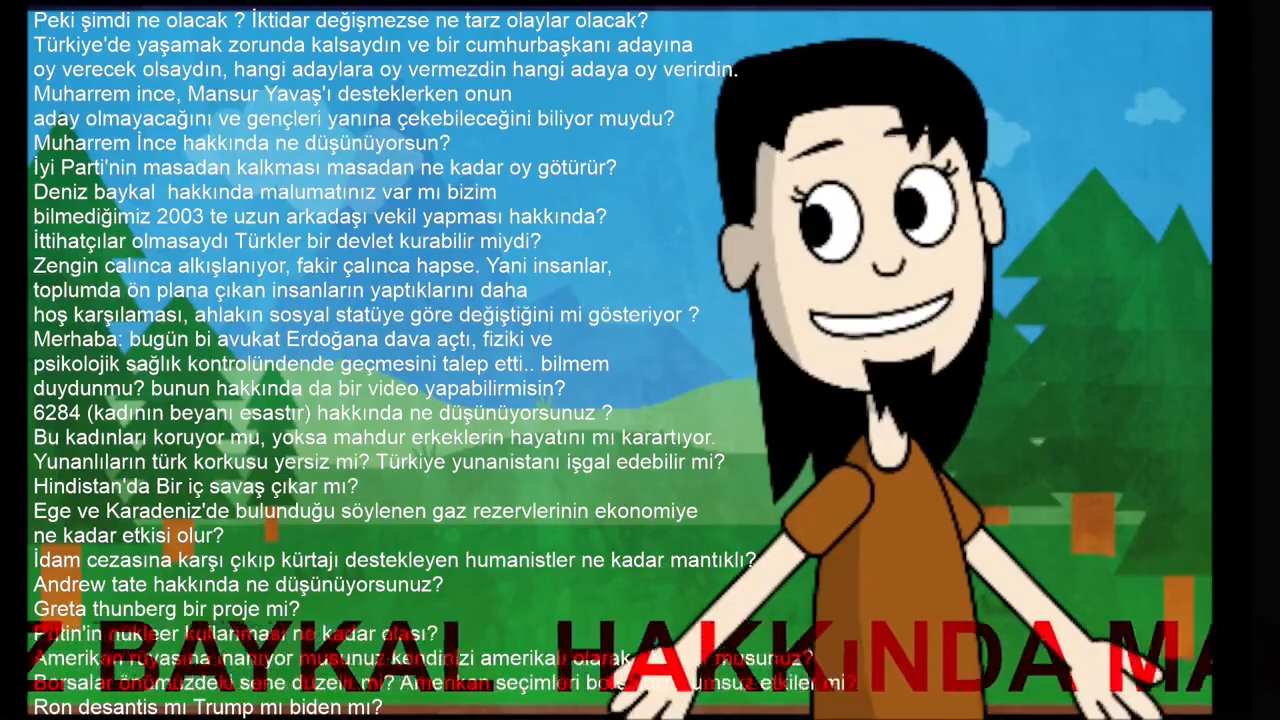 Peki şimdi ne olacak ? İktidar değişmezse ne tarz olaylar olacak?
Türkiye'de yaşamak zorunda kalsaydın ve bir cumhurbaşkanı adayına
oy verecek olsaydın, hangi adaylara oy vermezdin hangi adaya oy verirdin.
Muharrem ince, Mansur Yavaş'ı desteklerken onun
aday olmayacağını ve gençleri yanına çekebileceğini biliyor muydu?
Muharrem İnce hakkında ne düşünüyorsun?
İyi Parti'nin masadan kalkması masadan ne kadar oy götürür?
Deniz baykal hakkında malumatınız var mı bizim
bilmediğimiz 2003 te uzun arkadaşı vekil yapması hakkında?
İttihatçılar olmasaydı Türkler bir devlet kurabilir miydi?
Zengin calınca alkışlanıyor, fakir çalınca hapse. Yani insanlar,
toplumda ön plana çıkan insanların yaptıklarını daha
hoş karşılaması, ahlakın sosyal statüye göre değiştiğini mi gösteriyor ?
Merhaba: bugün bi avukat Erdoğana dava açtı, fiziki ve
psikolojik sağlık kontrolündende geçmesini talep etti.. bilmem
duydunmu? bunun hakkında da bir video yapabilirmisin?
6284 (kadının beyanı esastır) hakkında ne düşünüyorsunuz ?
Bu kadınları koruyor mu, yoksa mahdur erkeklerin hayatını mı karartıyor.
Yunanlıların türk korkusu yersiz mi? Türkiye yunanistanı işgal edebilir mi?
Hindistan'da Bir iç savaş çıkar mı?
Ege ve Karadeniz'de bulunduğu söylenen gaz rezervlerinin ekonomiye
ne kadar etkisi olur?
İdam cezasına karşı çıkıp kürtajı destekleyen humanistler ne kadar mantıklı?
Andrew tate hakkında ne düşünüyorsunuz?
Greta thunberg bir proje mi?
Putin'in nükleer kullanması ne kadar olası?
Amerikan rüyasına inanıyor musunuz kendinizi amerikalı olarak musunuz?
Borsalar önümüzdeki sene düzelir mi? Amerikan seçimleri etkiler mi?
Ron desantis mı Trump mı biden mı?
Z BAYKAL HAKKıNDA MA